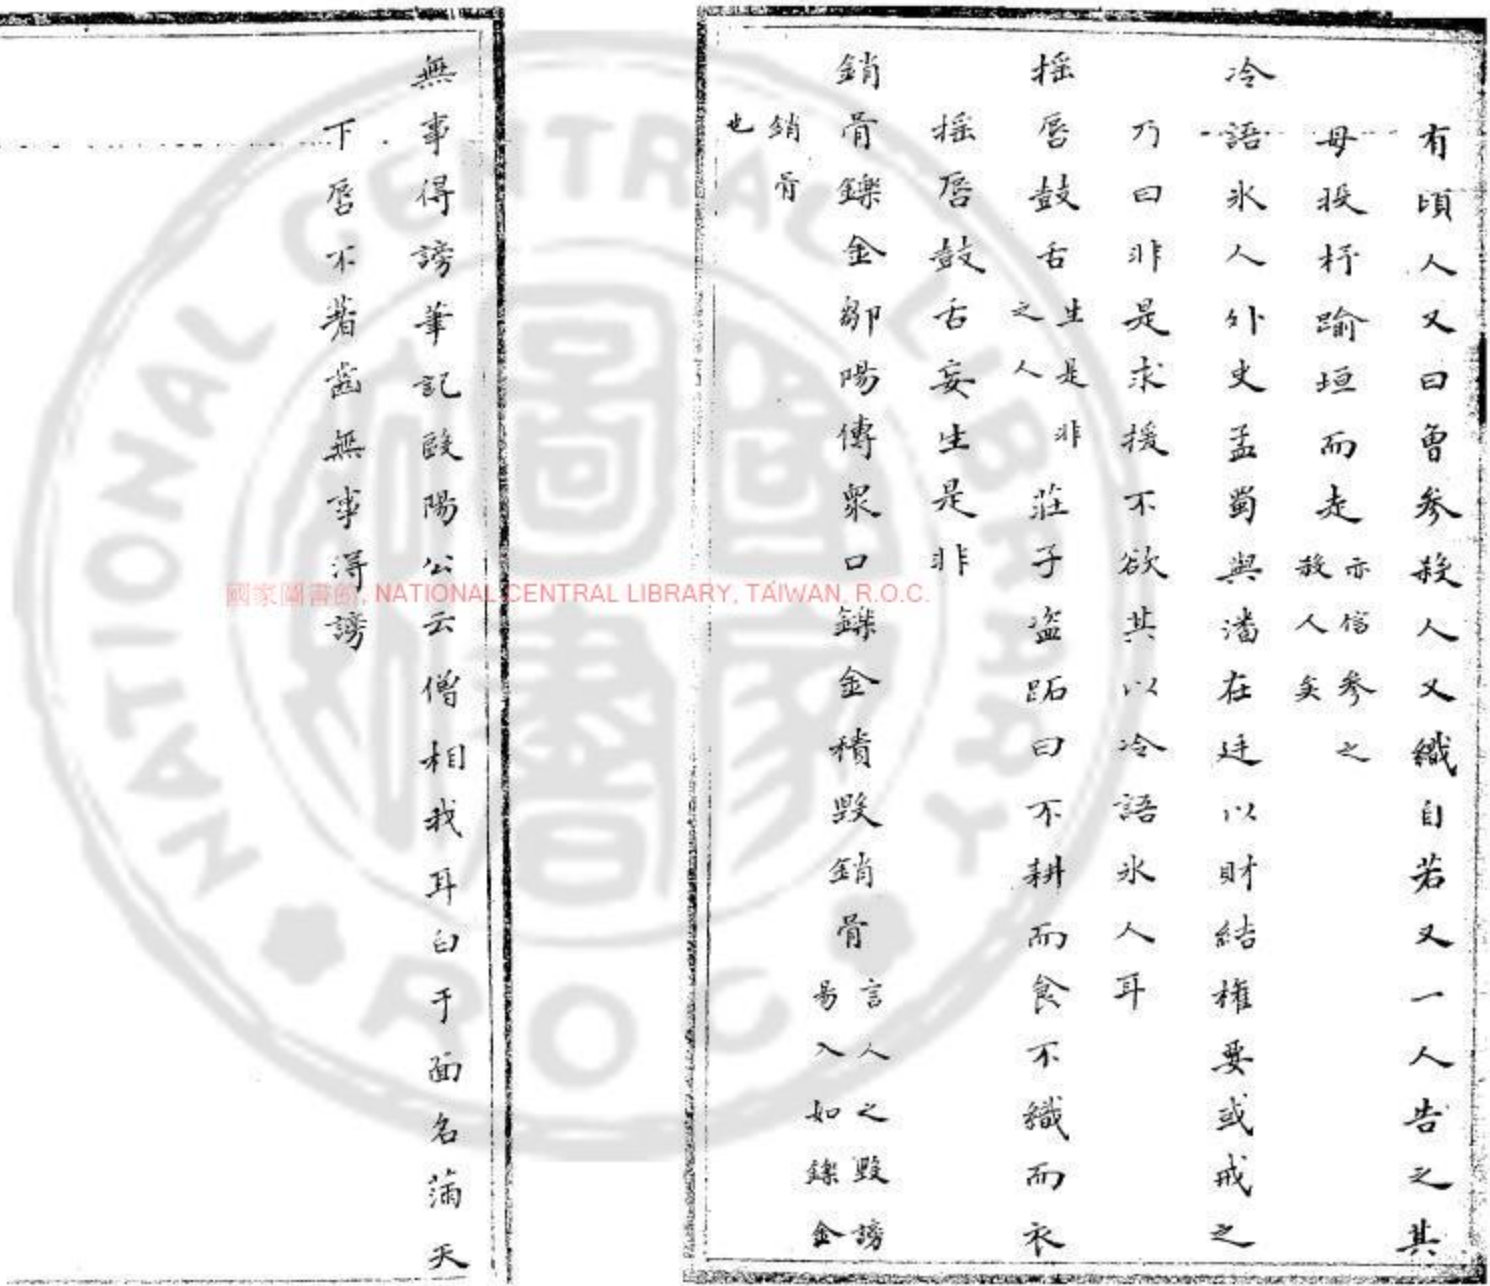 有頃人又曰曾參殺人又織自若又一人告之其
母投杼踰垣而走亦信參之殺人矣
冷語氷人外史孟蜀與潘在廷以財結權要或戒之
乃曰非是求援不欲其以冷語氷人耳
揺唇鼓舌生是非之人莊子盜跖曰不耕而食不織而衣
揺唇鼓舌妄生是非
銷骨鑠金鄒陽傳衆口鑠金積毀銷骨言人之毀謗易入如鑠金
銷骨也
無事得謗筆記歐陽公云僧相我耳白于面名滿天
下唇不着齒無事得謗
國家圖書館, NATIONAL CENTRAL LIBRARY, TAIWAN, R.O.C.
NATIONAL CENTRAL LIBRARY
R O C